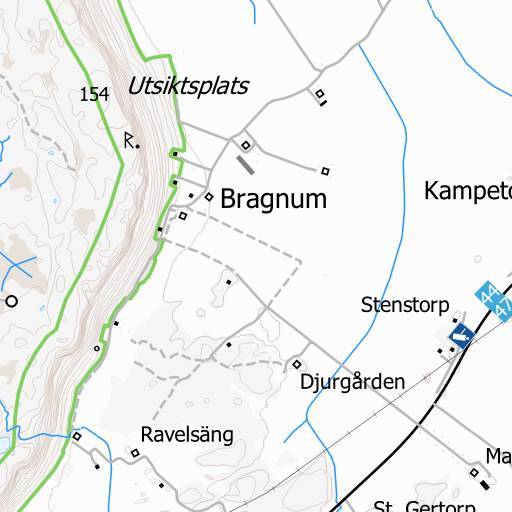 154
Utsiktsplats
R
Bragnum
Kampeto
44
47
Stenstorp
Djurgården
Ravelsäng
Ma
St. Gertorp